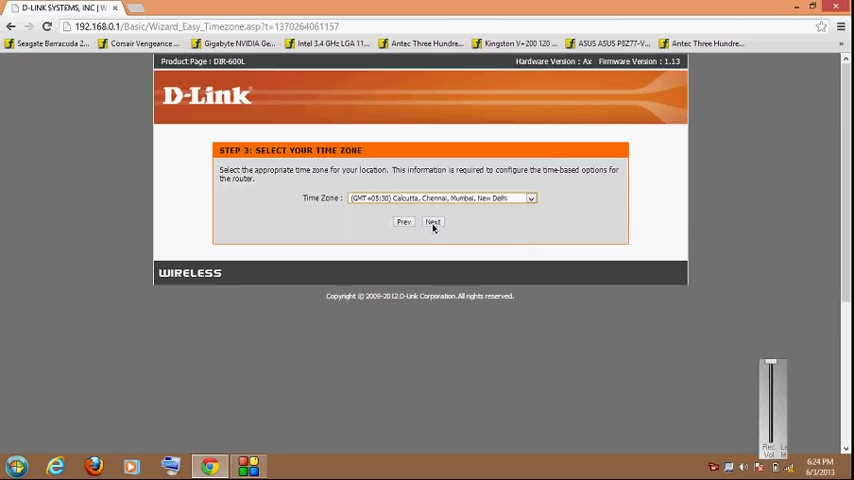 D-LINK SYSTEMS, INC | W
192.168.0.1/Basic/Wizard_Easy_Timezone.asp?t=1370264061157
Seagate Barracuda 2... Corsair Vengeance ... Gigabyte NVIDIA Ge... Intel 3.4 GHz LGA 11... Antec Three Hundre... Kingston V+200 120 ... ASUS ASUS P8Z77-V... Antec Three Hundre... »
Product Page : DIR-600L Hardware Version : Ax Firmware Version : 1.13
D-Link
STEP 3: SELECT YOUR TIME ZONE
Select the appropriate time zone for your location. This information is required to configure the time-based options for
the router.
Time Zone : (GMT+05:30) Calcutta, Chennai, Mumbai, New Delhi
Prev Next
WIRELESS
Copyright © 2009-2012 D-Link Corporation. All rights reserved.
Rec
Vol
6:24 PM
6/3/2013